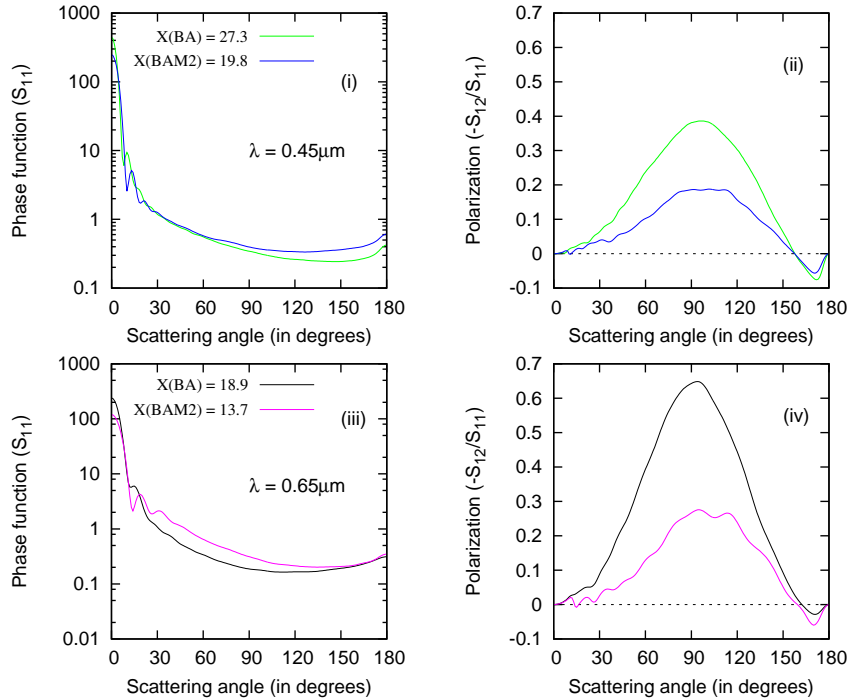 Phase function (S11)
1000
100
10
1
0.1
X(BA) = 27.3
X(BAM2) = 19.8
(i)
λ = 0.45μm
0 30 60 90 120 150 180
Scattering angle (in degrees)
Polarization (-S12/S11)
0.7
0.6
0.5
0.4
0.3
0.2
0.1
0
-0.1
(ii)
0 30 60 90 120 150 180
Scattering angle (in degrees)
Phase function (S11)
1000
100
10
1
0.1
0.01
X(BA) = 18.9
X(BAM2) = 13.7
(iii)
λ = 0.65μm
0 30 60 90 120 150 180
Scattering angle (in degrees)
Polarization (-S12/S11)
0.7
0.6
0.5
0.4
0.3
0.2
0.1
0
-0.1
(iv)
0 30 60 90 120 150 180
Scattering angle (in degrees)